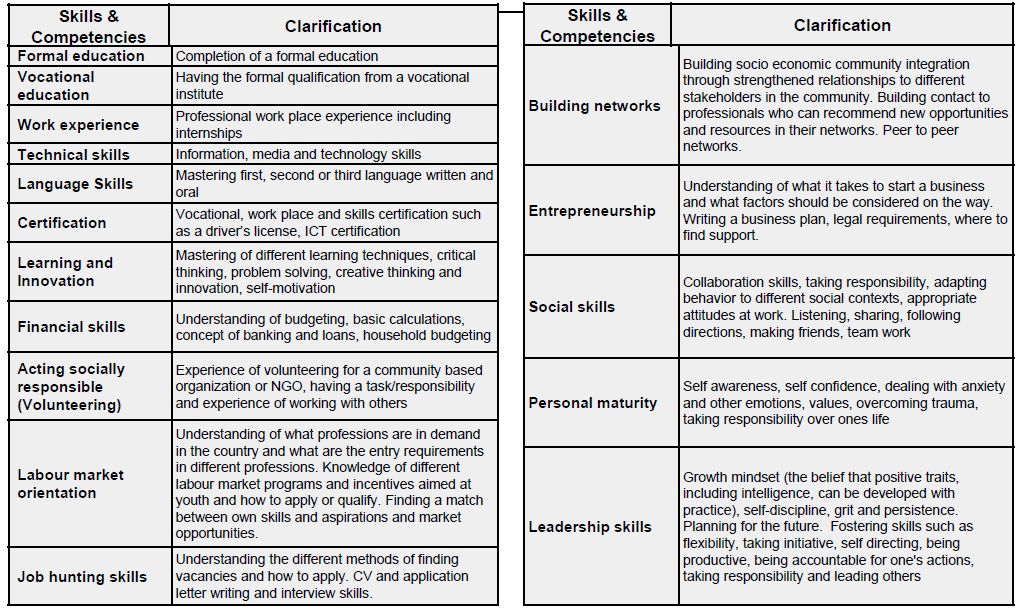 Skills &
Competencies
Clarification
Formal education
Completion of a formal education
Vocational
education
Having the formal qualification from a vocational
institute
Work experience
Professional work place experience including
internships
Technical skills
Information, media and technology skills
Language Skills
Mastering first, second or third language written and
oral
Certification
Vocational, work place and skills certification such
as a driver's license, ICT certification
Learning and
Innovation
Mastering of different learning techniques, critical
thinking, problem solving, creative thinking and
innovation, self-motivation
Financial skills
Understanding of budgeting, basic calculations,
concept of banking and loans, household budgeting
Acting socially
responsible
(Volunteering)
Experience of volunteering for a community based
organization or NGO, having a task/responsibility
and experience of working with others
Labour market
orientation
Understanding of what professions are in demand
in the country and what are the entry requirements
in different professions. Knowledge of different
labour market programs and incentives aimed at
youth and how to apply or qualify. Finding a match
between own skills and aspirations and market
opportunities.
Job hunting skills
Understanding the different methods of finding
vacancies and how to apply. CV and application
letter writing and interview skills.
Skills &
Competencies
Clarification
Building networks
Building socio economic community integration
through strengthened relationships to different
stakeholders in the community. Building contact to
professionals who can recommend new opportunities
and resources in their networks. Peer to peer
networks.
Entrepreneurship
Understanding of what it takes to start a business
and what factors should be considered on the way.
Writing a business plan, legal requirements, where to
find support.
Social skills
Collaboration skills, taking responsibility, adapting
behavior to different social contexts, appropriate
attitudes at work. Listening, sharing, following
directions, making friends, team work
Personal maturity
Self awareness, self confidence, dealing with anxiety
and other emotions, values, overcoming trauma,
taking responsibility over ones life
Leadership skills
Growth mindset (the belief that positive traits,
including intelligence, can be developed with
practice), self-discipline, grit and persistence.
Planning for the future. Fostering skills such as
flexibility, taking initiative, self directing, being
productive, being accountable for one's actions,
taking responsibility and leading others